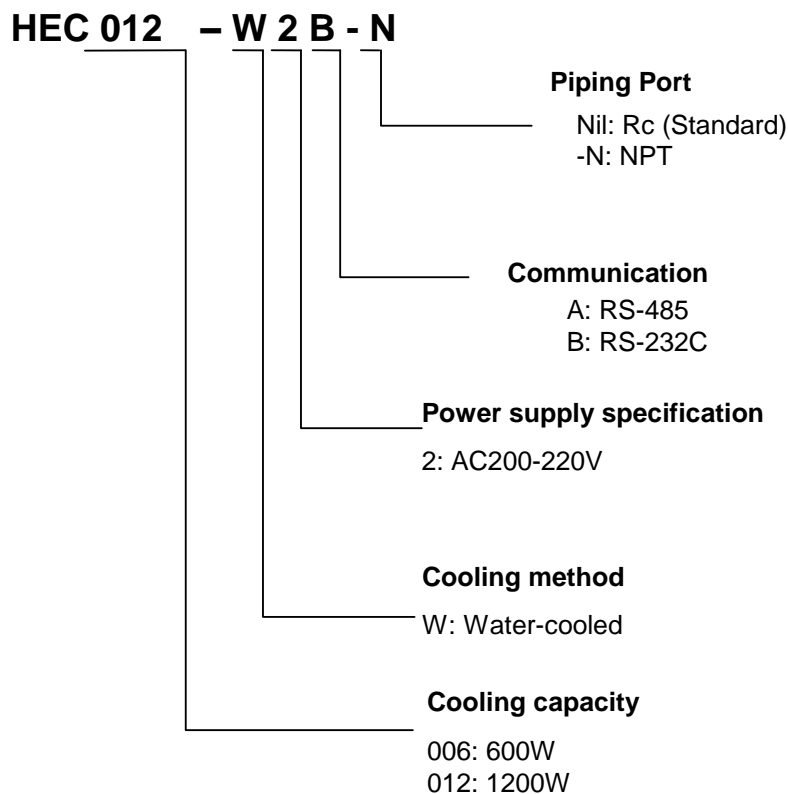 HEC 012 – W 2 B - N
Piping Port
Nil: Rc (Standard)
-N: NPT
Communication
A: RS-485
B: RS-232C
Power supply specification
2: AC200-220V
Cooling method
W: Water-cooled
Cooling capacity
006: 600W
012: 1200W